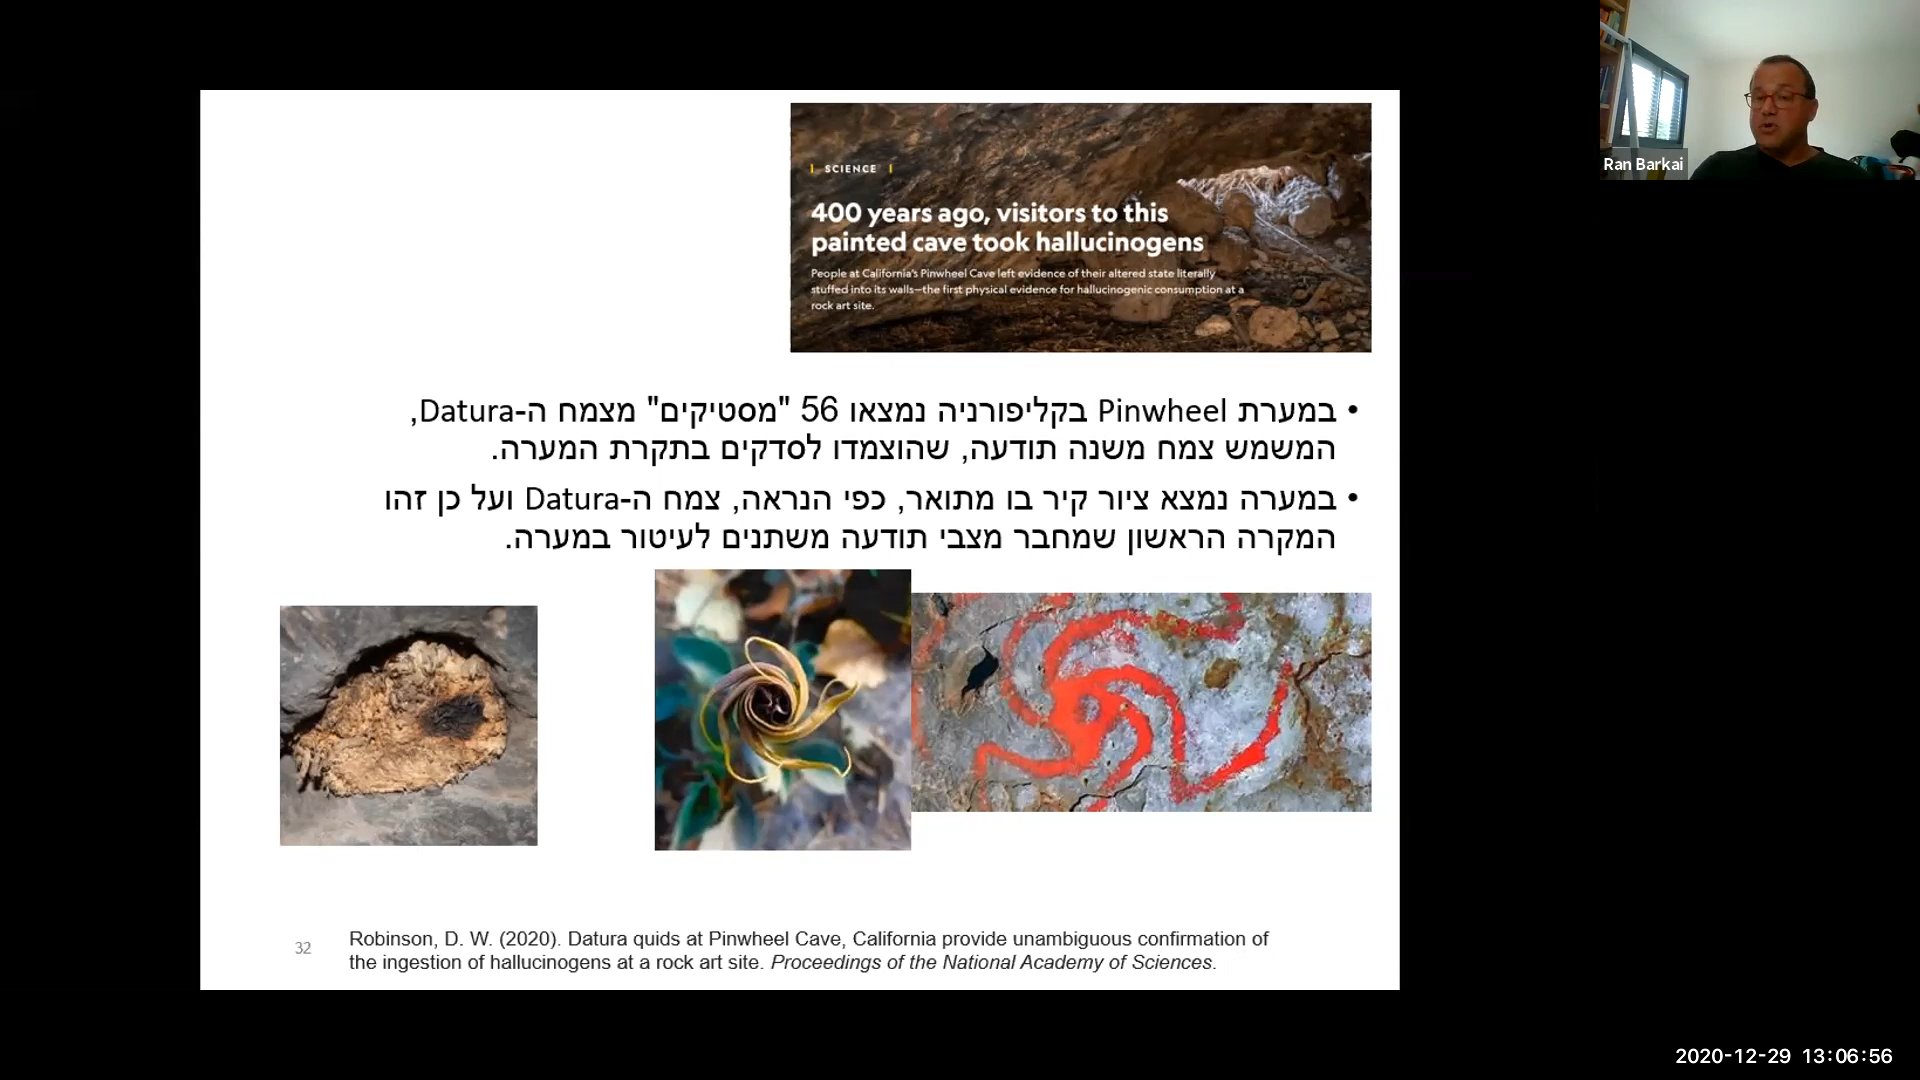 SCIENCE
400 years ago, visitors to this
painted cave took hallucinogens
People at California's Pinwheel Cave left evidence of their altered state literally
stuffed into its walls—the first physical evidence for hallucinogenic consumption at a
rock art site.
Ran Barkai
• במערת Pinwheel בקליפורניה נמצאו 56 "מסטיקים" מצמח ה-Datura,
המשמש צמח משנה תודעה, שהוצמדו לסדקים בתקרת המערה.
• במערה נמצא ציור קיר בו מתואר, כפי הנראה, צמח ה-Datura ועל כן זהו
המקרה הראשון שמחבר מצבי תודעה משתנים לעיטור במערה.
32
Robinson, D. W. (2020). Datura quids at Pinwheel Cave, California provide unambiguous confirmation of
the ingestion of hallucinogens at a rock art site. Proceedings of the National Academy of Sciences.
2020-12-29 13:06:56